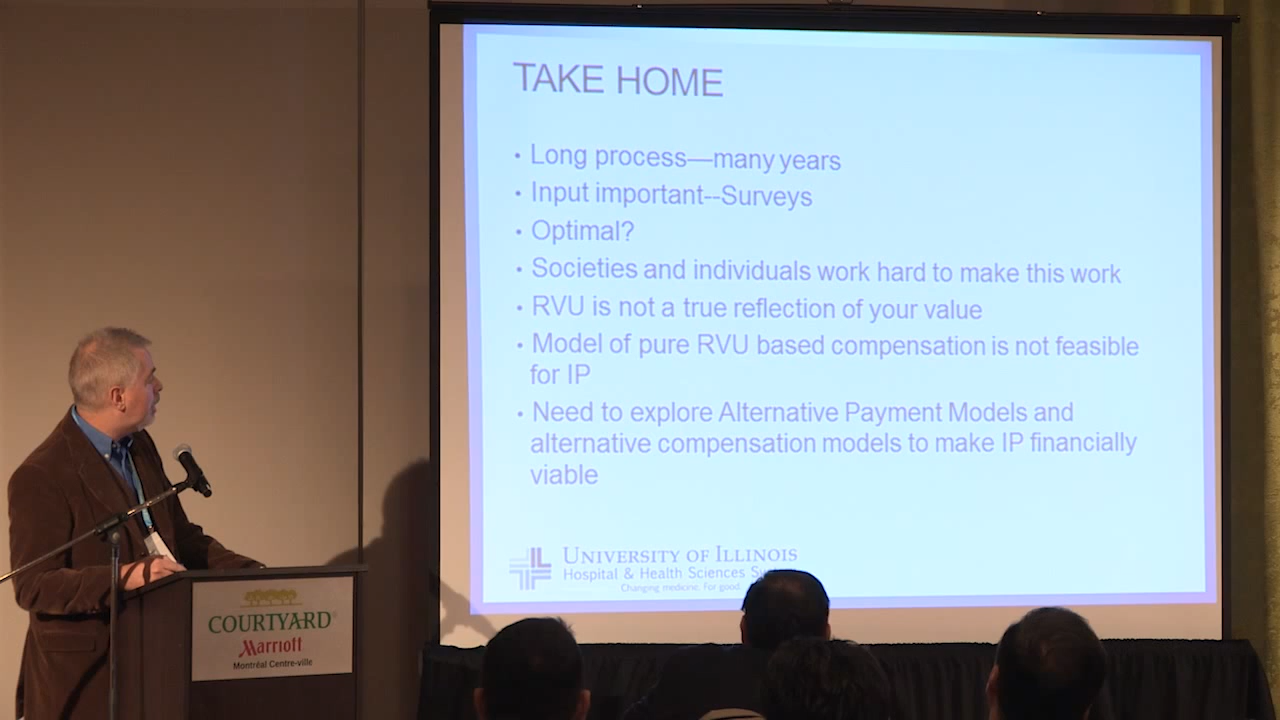 TAKE HOME
• Long process—many years
• Input important--Surveys
• Optimal?
• Societies and individuals work hard to make this work
• RVU is not a true reflection of your value
• Model of pure RVU based compensation is not feasible
for IP
• Need to explore Alternative Payment Models and
alternative compensation models to make IP financially
viable
UNIVERSITY OF ILLINOIS
Hospital & Health Sciences
Changing medicine. For good.
COURTYARD
Marriott
Montréal Centre-ville